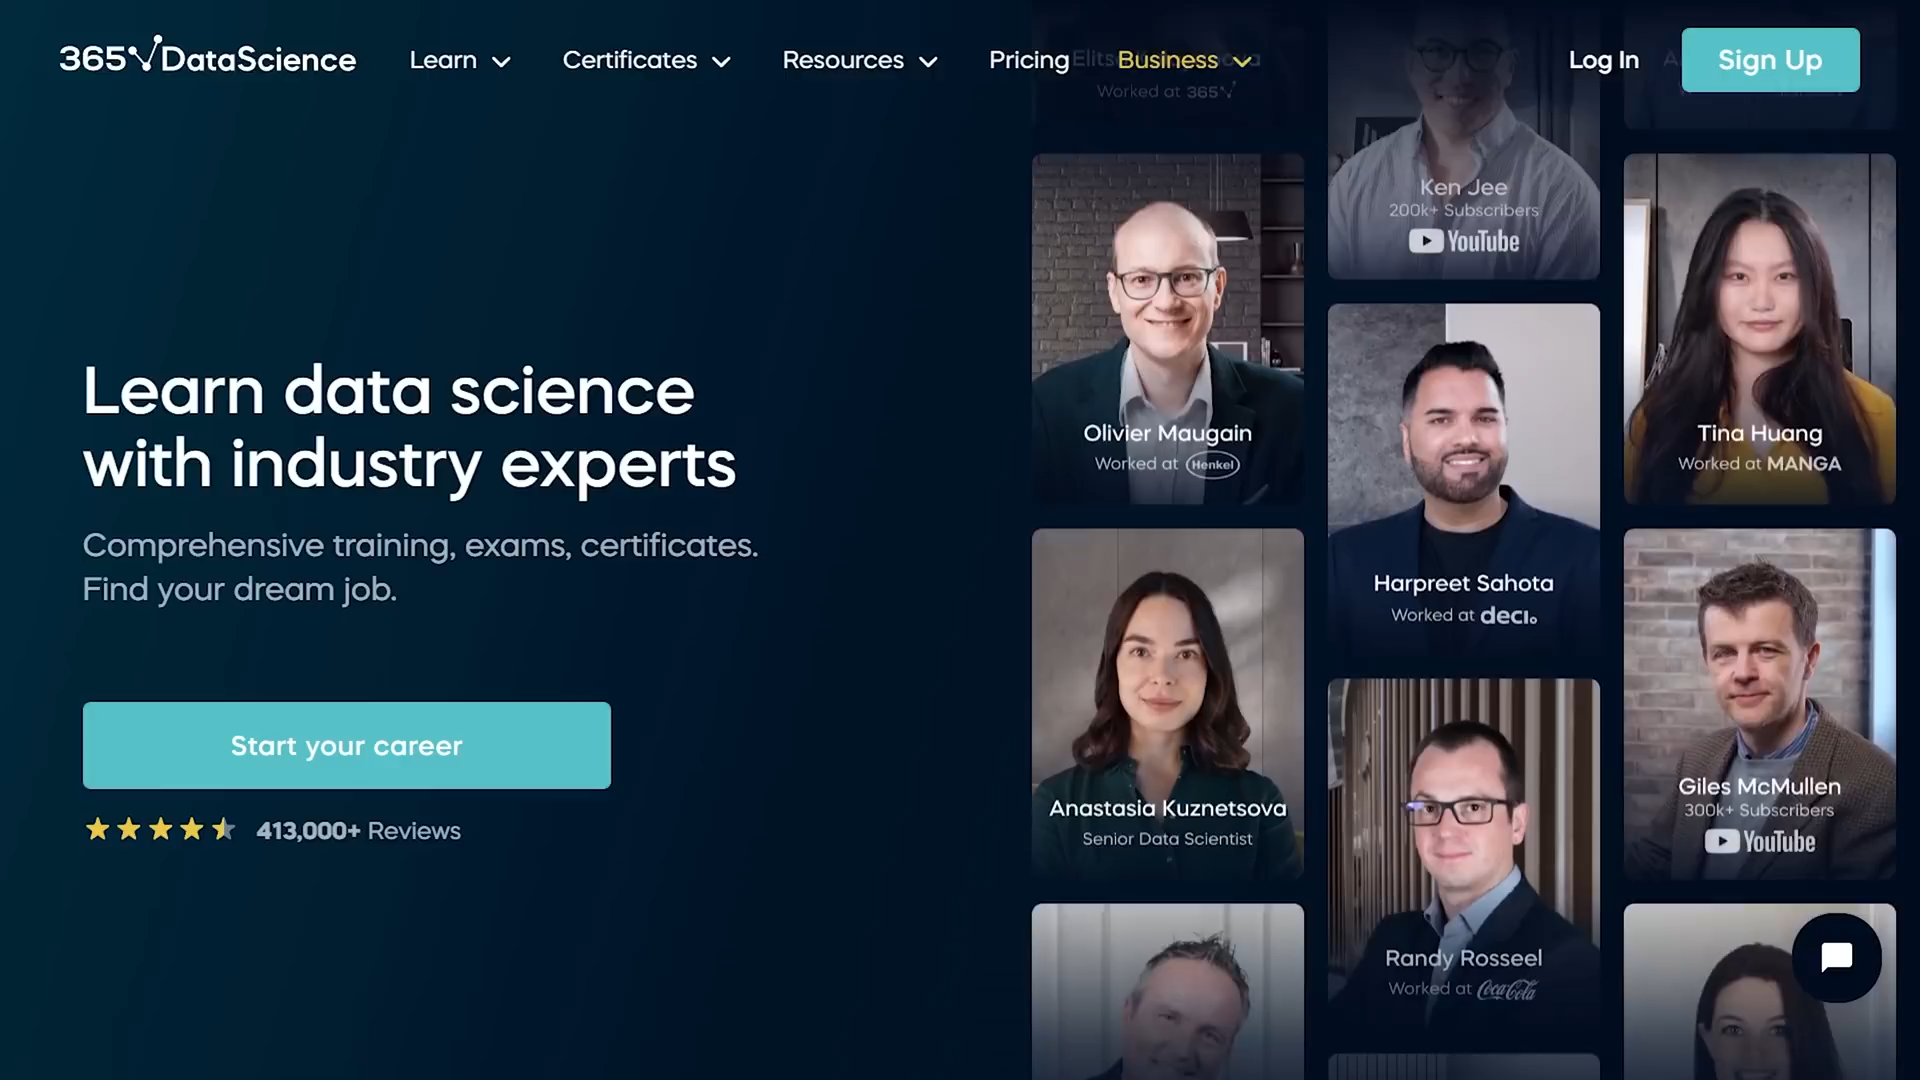 365 DataScience
Learn
Certificates
Resources
Pricing
Business
Log In
Sign Up
Learn data science
with industry experts
Comprehensive training, exams, certificates.
Find your dream job.
Start your career
413,000+ Reviews
Worked at 365
Olivier Maugain
Worked at Henkel
Anastasia Kuznetsova
Senior Data Scientist
Ken Jee
200k+ Subscribers
YouTube
Harpreet Sahota
Worked at deci.
Randy Rosseel
Worked at Coca-Cola
Tina Huang
Worked at MANGA
Giles McMullen
300k+ Subscribers
YouTube